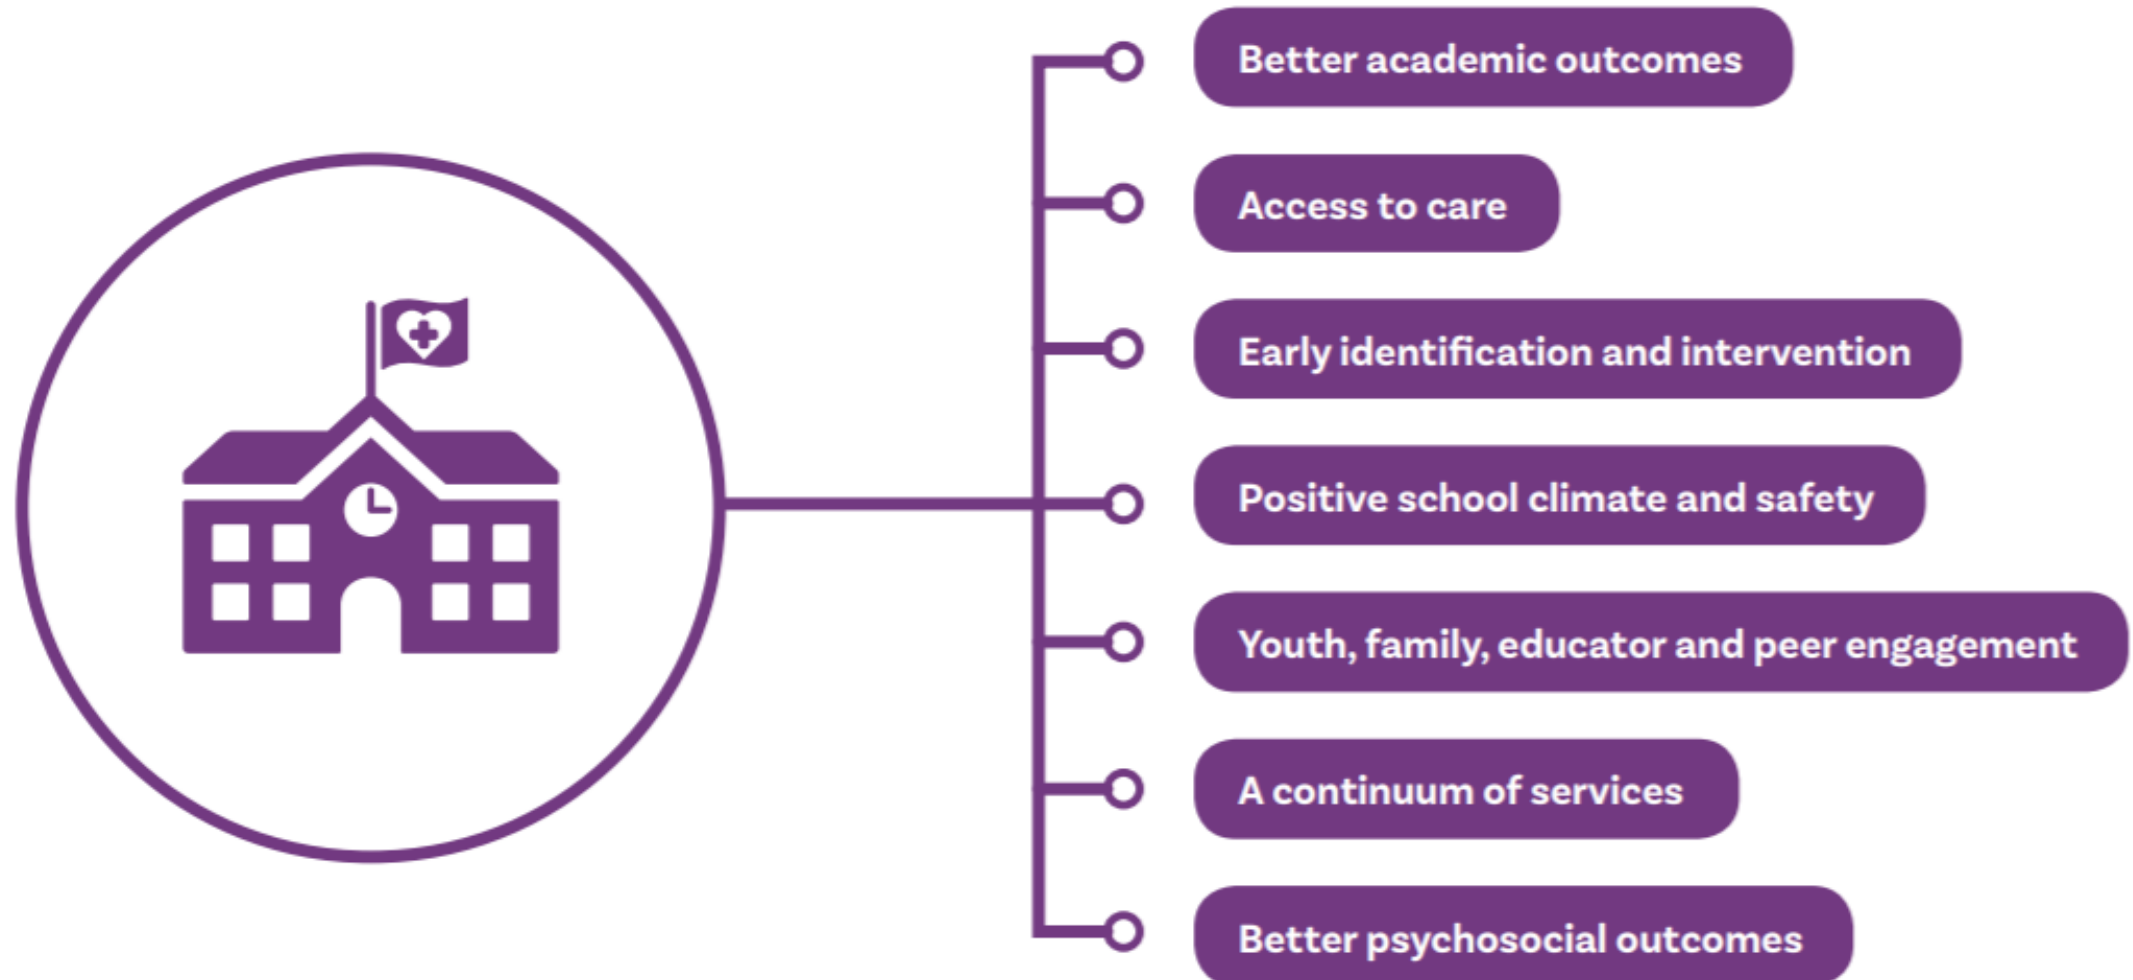 Better academic outcomes
Access to care
Early identification and intervention
Positive school climate and safety
Youth, family, educator and peer engagement
A continuum of services
Better psychosocial outcomes